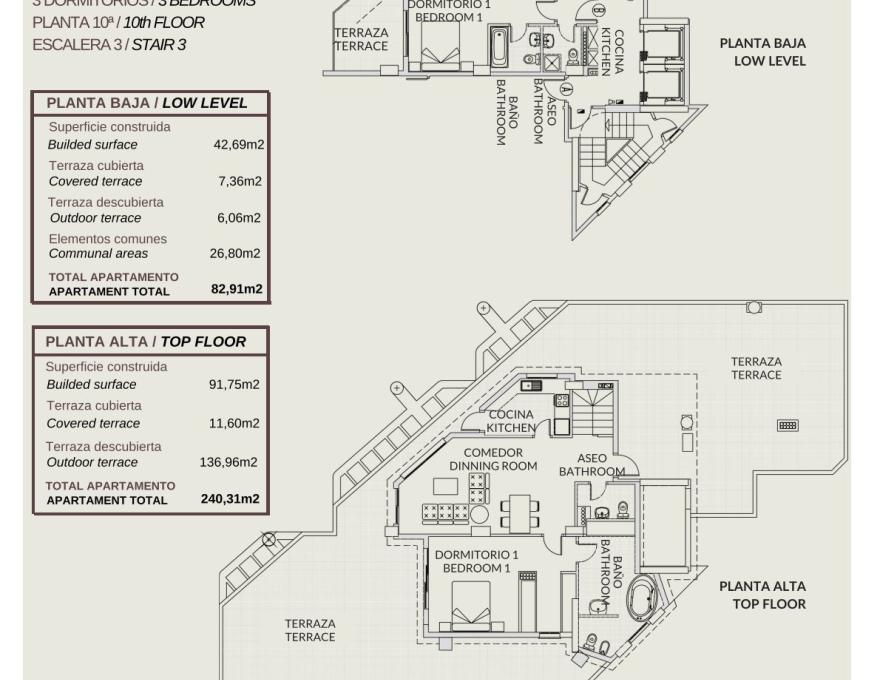 3 DORMITORIOS / 3 BEDROOMS
PLANTA 10ª / 10th FLOOR
ESCALERA 3 / STAIR 3
PLANTA BAJA / LOW LEVEL
Superficie construida
Builded surface 42,69m2
Terraza cubierta
Covered terrace 7,36m2
Terraza descubierta
Outdoor terrace 6,06m2
Elementos comunes
Communal areas 26,80m2
TOTAL APARTAMENTO
APARTAMENT TOTAL 82,91m2
PLANTA ALTA / TOP FLOOR
Superficie construida
Builded surface 91,75m2
Terraza cubierta
Covered terrace 11,60m2
Terraza descubierta
Outdoor terrace 136,96m2
TOTAL APARTAMENTO
APARTAMENT TOTAL 240,31m2
DORMITORIO 1
BEDROOM 1
TERRAZA
TERRACE
COCINA
KITCHEN
BAÑO
BATHROOM
ASEO
BATHROOM
B
A
PLANTA BAJA
LOW LEVEL
TERRAZA
TERRACE
COCINA
KITCHEN
COMEDOR
DINNING ROOM
ASEO
BATHROOM
DORMITORIO 1
BEDROOM 1
BAÑO
BATHROOM
TERRAZA
TERRACE
PLANTA ALTA
TOP FLOOR